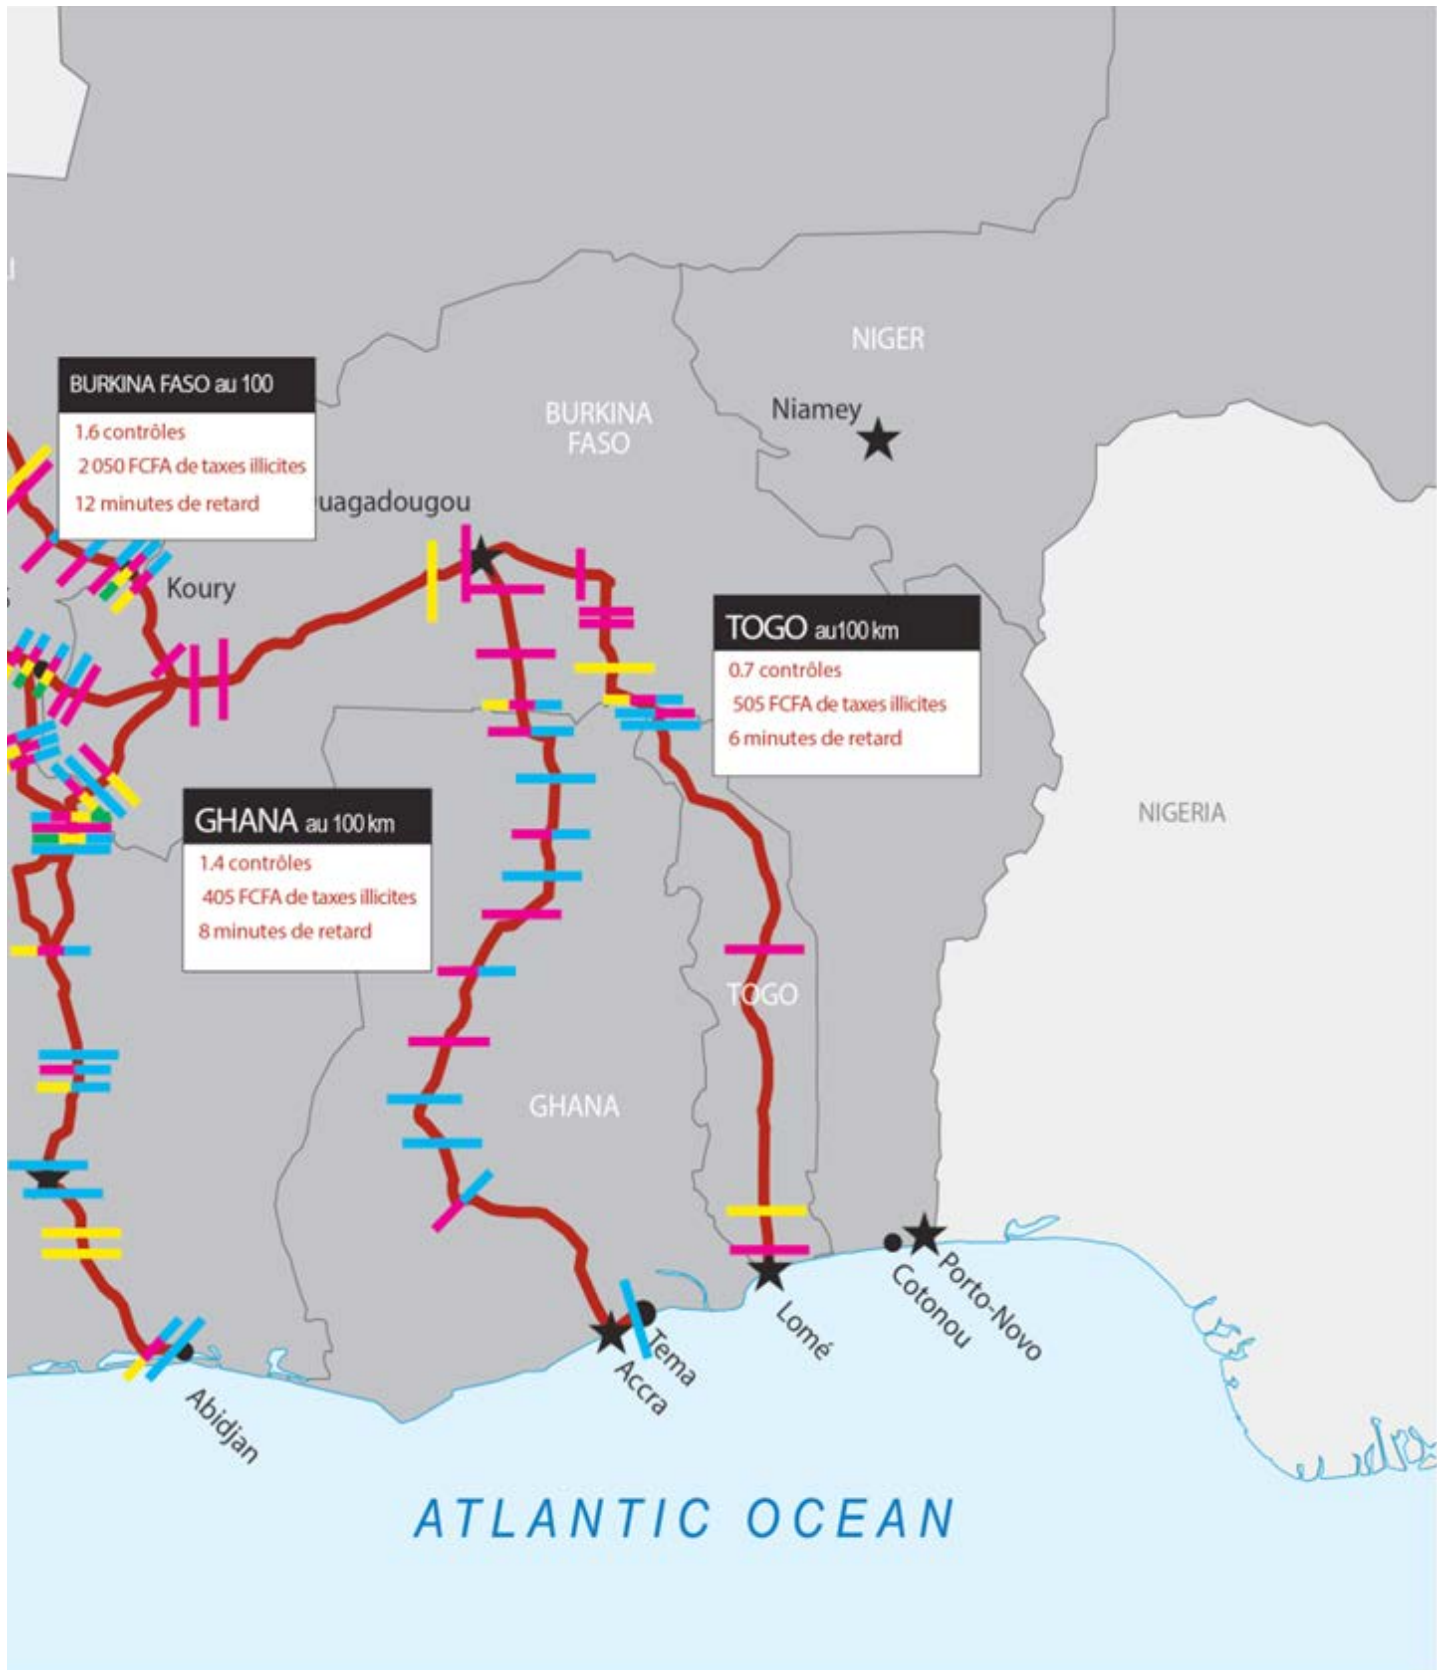 NIGER
Niamey
BURKINA FASO au 100
1.6 contrôles
2 050 FCFA de taxes illicites
12 minutes de retard
BURKINA
FASO
uagadougou
Koury
TOGO au100 km
0.7 contrôles
505 FCFA de taxes illicites
6 minutes de retard
NIGERIA
GHANA au 100 km
1.4 contrôles
405 FCFA de taxes illicites
8 minutes de retard
TOGO
GHANA
Porto-Novo
Cotonou
Lomé
Tema
Accra
Abidjan
ATLANTIC OCEAN